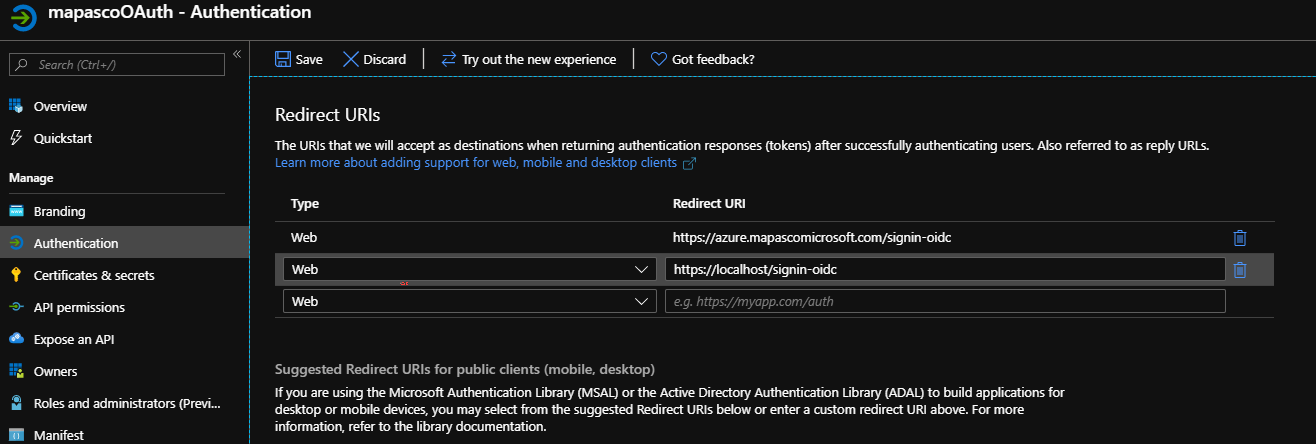 mapascoOAuth - Authentication
Search (Ctrl+/)
«
Save
Discard
Try out the new experience
Got feedback?
Overview
Quickstart
Manage
Branding
Authentication
Certificates & secrets
API permissions
Expose an API
Owners
Roles and administrators (Previ...
Manifest
Redirect URIs
The URIs that we will accept as destinations when returning authentication responses (tokens) after successfully authenticating users. Also referred to as reply URLs.
Learn more about adding support for web, mobile and desktop clients
Type Redirect URI
Web https://azure.mapascomicrosoft.com/signin-oidc
Web https://localhost/signin-oidc
Web e.g. https://myapp.com/auth
Suggested Redirect URIs for public clients (mobile, desktop)
If you are using the Microsoft Authentication Library (MSAL) or the Active Directory Authentication Library (ADAL) to build applications for
desktop or mobile devices, you may select from the suggested Redirect URIs below or enter a custom redirect URI above. For more
information, refer to the library documentation.